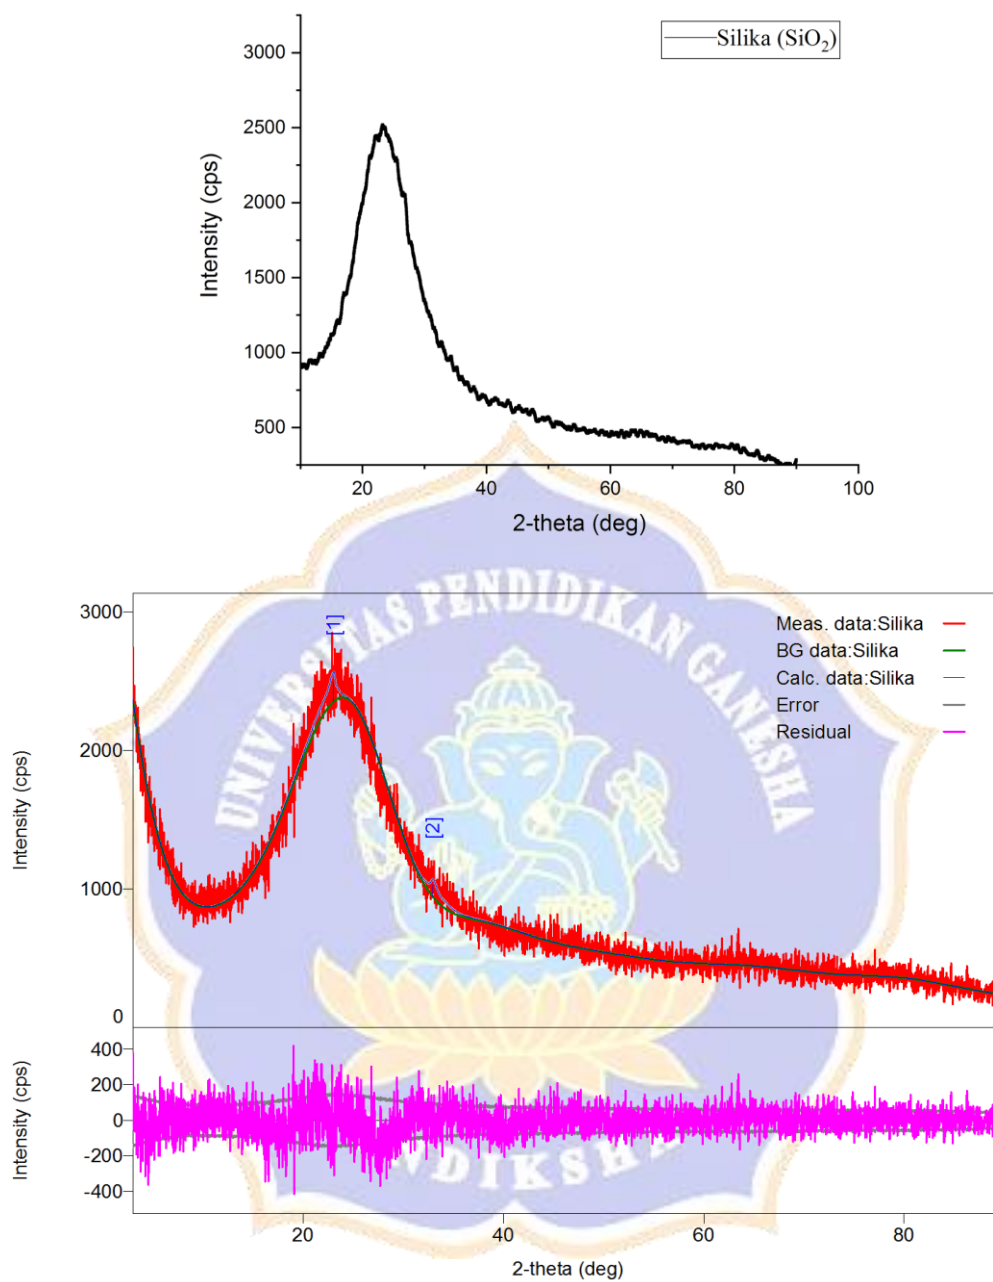 Silika (SiO₂)
3000
2500
2000
1500
1000
500
Intensity (cps)
20
40
60
80
100
2-theta (deg)
UNIVERSITAS PENDIDIKAN GANESHA
3000
2000
1000
0
Intensity (cps)
[1]
[2]
Meas. data:Silika
BG data:Silika
Calc. data:Silika
Error
Residual
400
200
0
-200
-400
Intensity (cps)
UNDIKSHA
20
40
60
80
2-theta (deg)